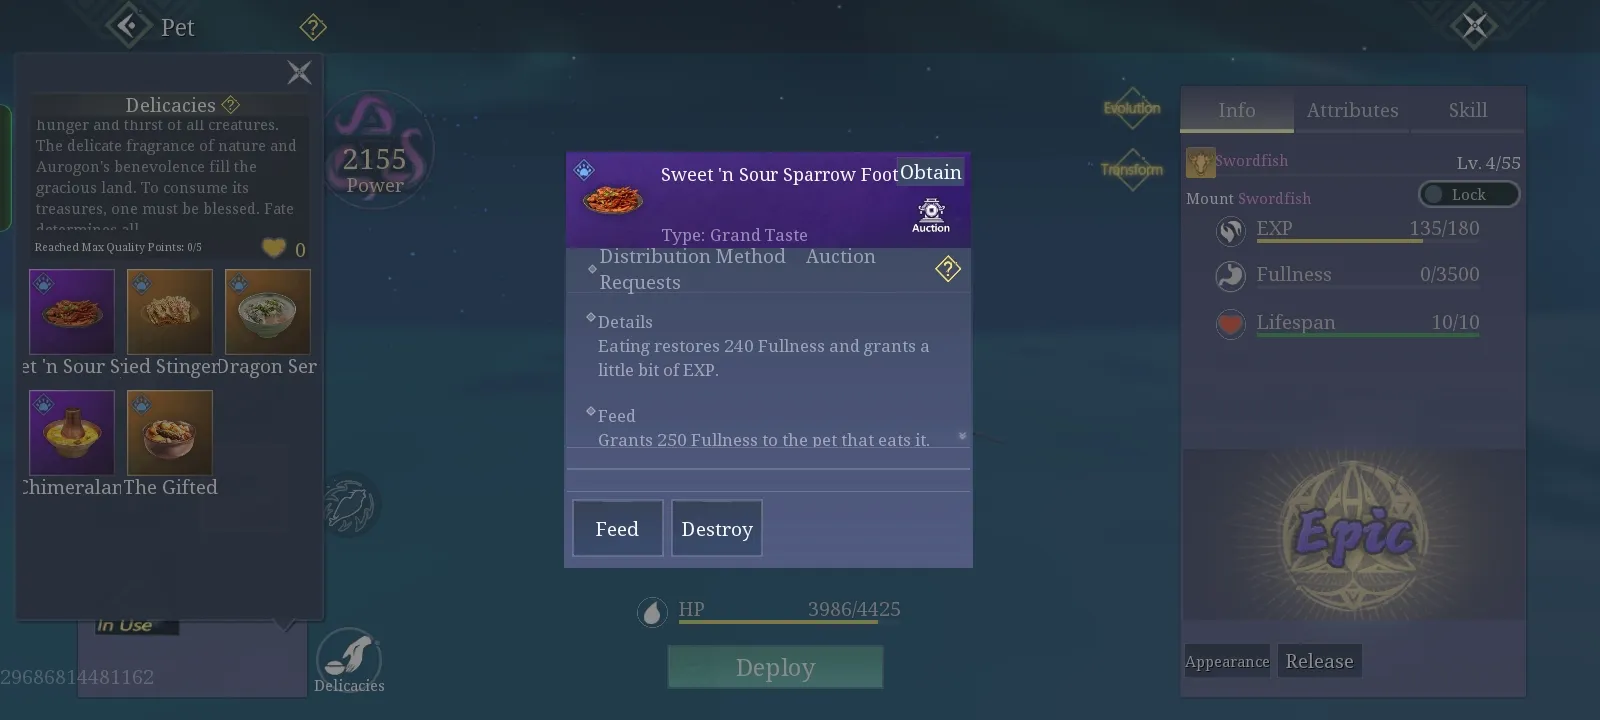 Pet
?
Delicacies ?
hunger and thirst of all creatures.
The delicate fragrance of nature and
Aurogon's benevolence fill the
gracious land. To consume its
treasures, one must be blessed. Fate
determines all
Reached Max Quality Points: 0/5
0
et 'n Sour S
ried Stinger
Dragon Ser
Chimeralan
The Gifted
In Use
29686814481162
Delicacies
2155
Power
Sweet 'n Sour Sparrow Foot
Obtain
Auction
Type: Grand Taste
Distribution Method Auction
Requests
?
Details
Eating restores 240 Fullness and grants a
little bit of EXP.
Feed
Grants 250 Fullness to the pet that eats it.
Feed
Destroy
HP 3986/4425
Deploy
Evolution
Transform
Info
Attributes
Skill
Swordfish
Lv. 4/55
Mount Swordfish
Lock
EXP 135/180
Fullness 0/3500
Lifespan 10/10
Epic
Appearance
Release